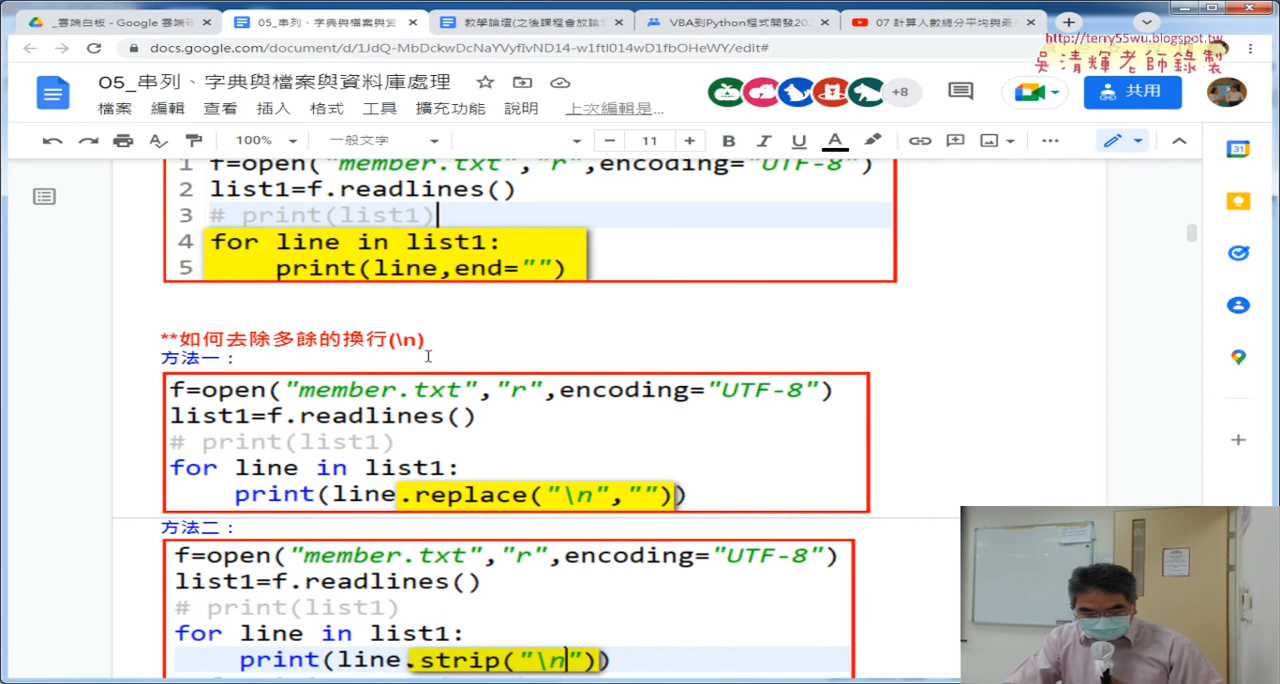 _雲端白板 - Google 雲端硬
05_串列、字典與檔案與資
教學論壇(之後課程會放論
VBA到Python程式開發202
07 計算人數總分平均與最
docs.google.com/document/d/1JdQ-MbDckwDcNaYVyfIvND14-w1ftl014wD1fbOHeWY/edit#
http://terry55wu.blogspot.tw
吳清輝老師錄製
05_串列、字典與檔案與資料庫處理
+8
共用
檔案 編輯 查看 插入 格式 工具 擴充功能 說明 上次編輯是...
100% 一般文字 11 B I U A
31
1 f=open("member.txt","r",encoding="UTF-8")
2 list1=f.readlines()
3 # print(list1)
4 for line in list1:
5 print(line,end="")
**如何去除多餘的換行(\n)
方法一：
f=open("member.txt","r",encoding="UTF-8")
list1=f.readlines()
# print(list1)
for line in list1:
print(line.replace("\n",""))
方法二：
f=open("member.txt","r",encoding="UTF-8")
list1=f.readlines()
# print(list1)
for line in list1:
print(line.strip("\n"))